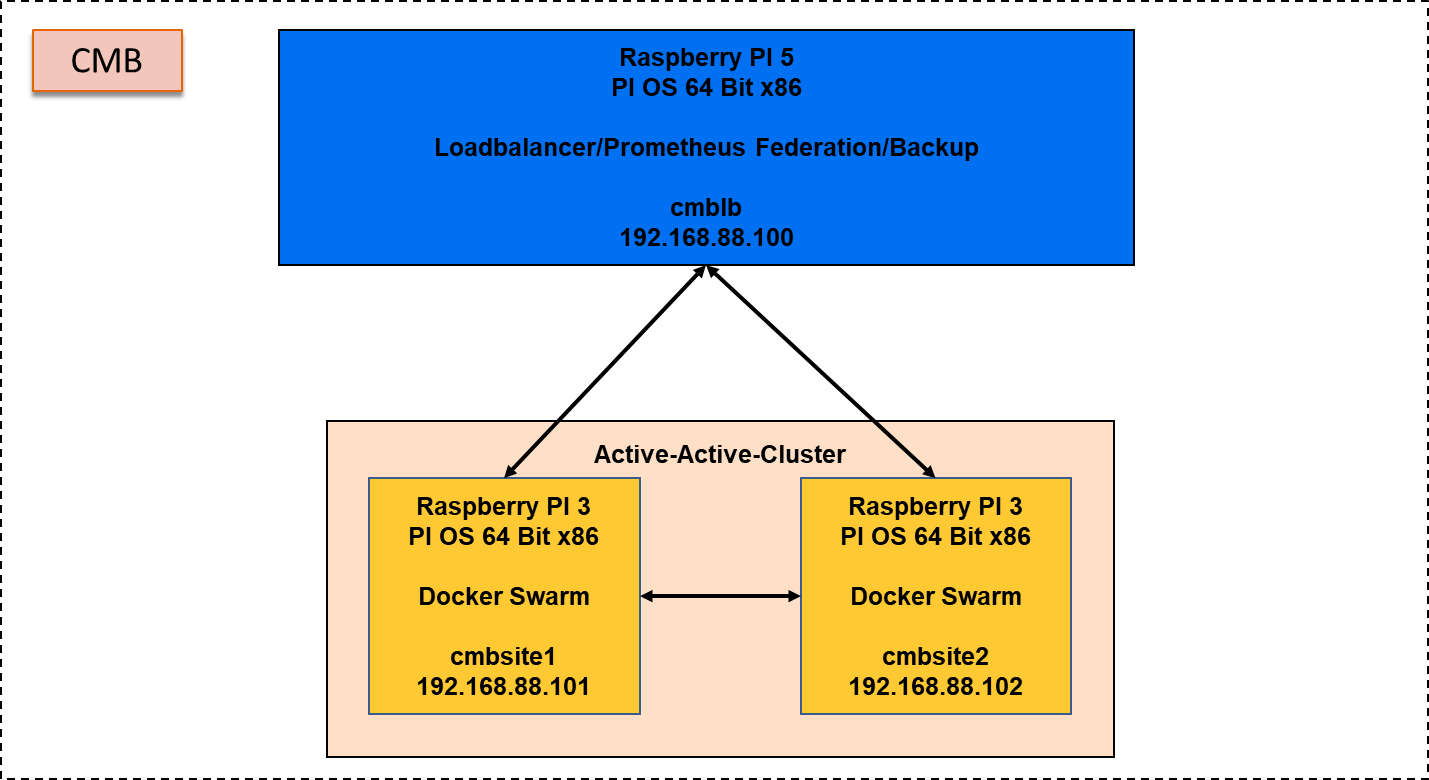 CMB
Raspberry PI 5
PI OS 64 Bit x86
Loadbalancer/Prometheus Federation/Backup
cmblb
192.168.88.100
Active-Active-Cluster
Raspberry PI 3
PI OS 64 Bit x86
Docker Swarm
cmbsite1
192.168.88.101
Raspberry PI 3
PI OS 64 Bit x86
Docker Swarm
cmbsite2
192.168.88.102